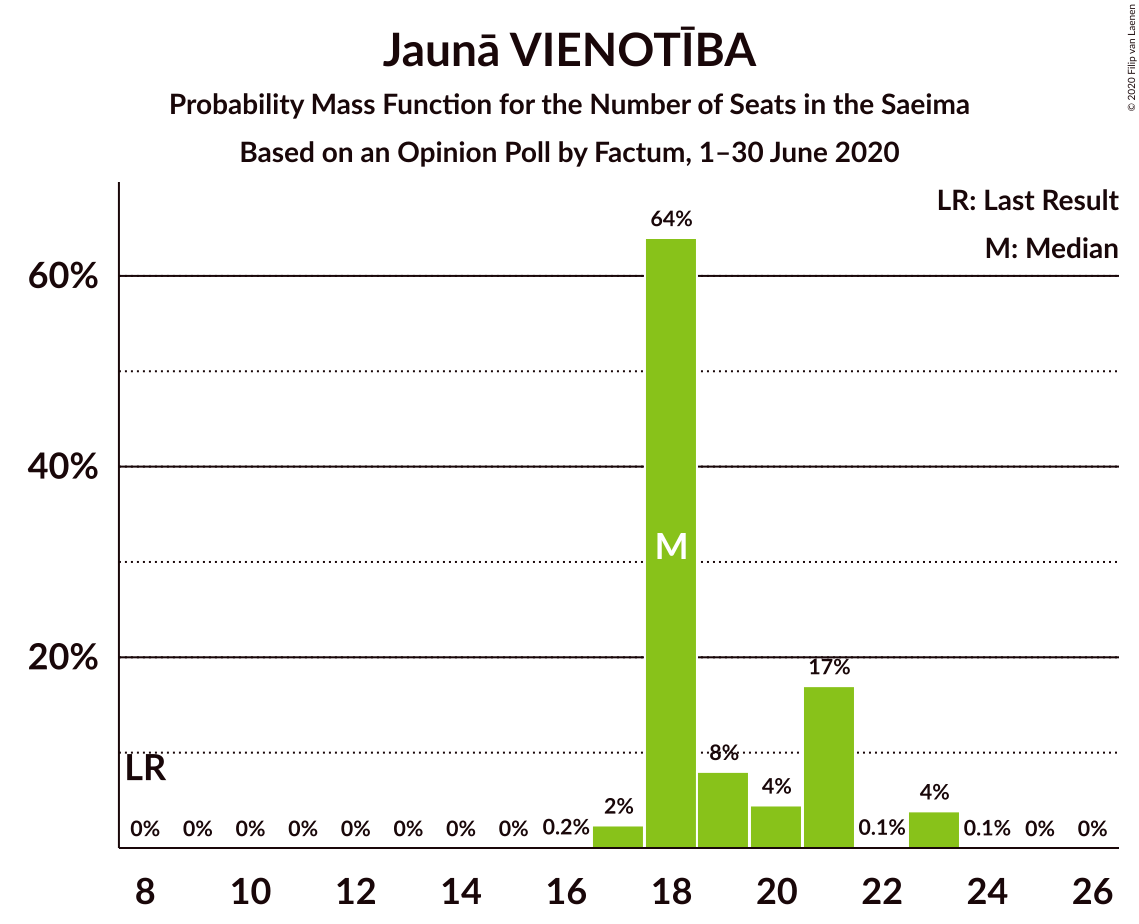 Jaunā VIENOTĪBA
Probability Mass Function for the Number of Seats in the Saeima
Based on an Opinion Poll by Factum, 1–30 June 2020
© 2020 Filip van Laenen
LR: Last Result
M: Median
64%
60%
40%
M
20%
17%
8%
LR
4%
4%
2%
0% 0% 0% 0% 0% 0% 0% 0% 0.2% 0.1% 0.1% 0% 0%
8 10 12 14 16 18 20 22 24 26